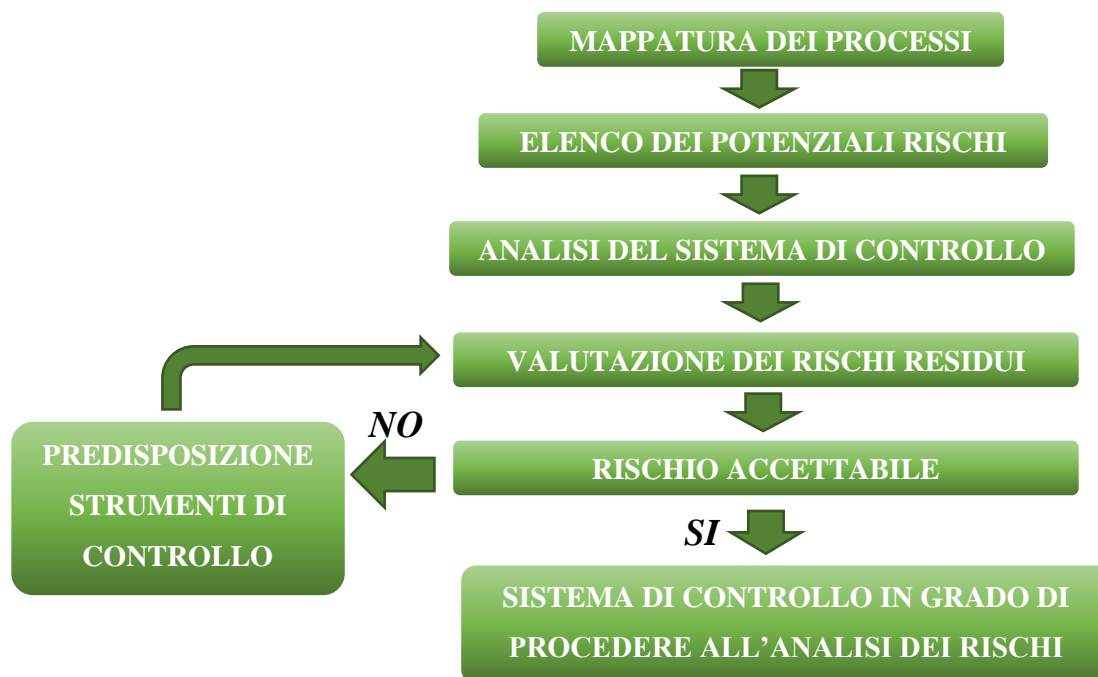 MAPPATURA DEI PROCESSI
ELENCO DEI POTENZIALI RISCHI
ANALISI DEL SISTEMA DI CONTROLLO
VALUTAZIONE DEI RISCHI RESIDUI
RISCHIO ACCETTABILE
NO
PREDISPOSIZIONE
STRUMENTI DI
CONTROLLO
SI
SISTEMA DI CONTROLLO IN GRADO DI
PROCEDERE ALL’ANALISI DEI RISCHI